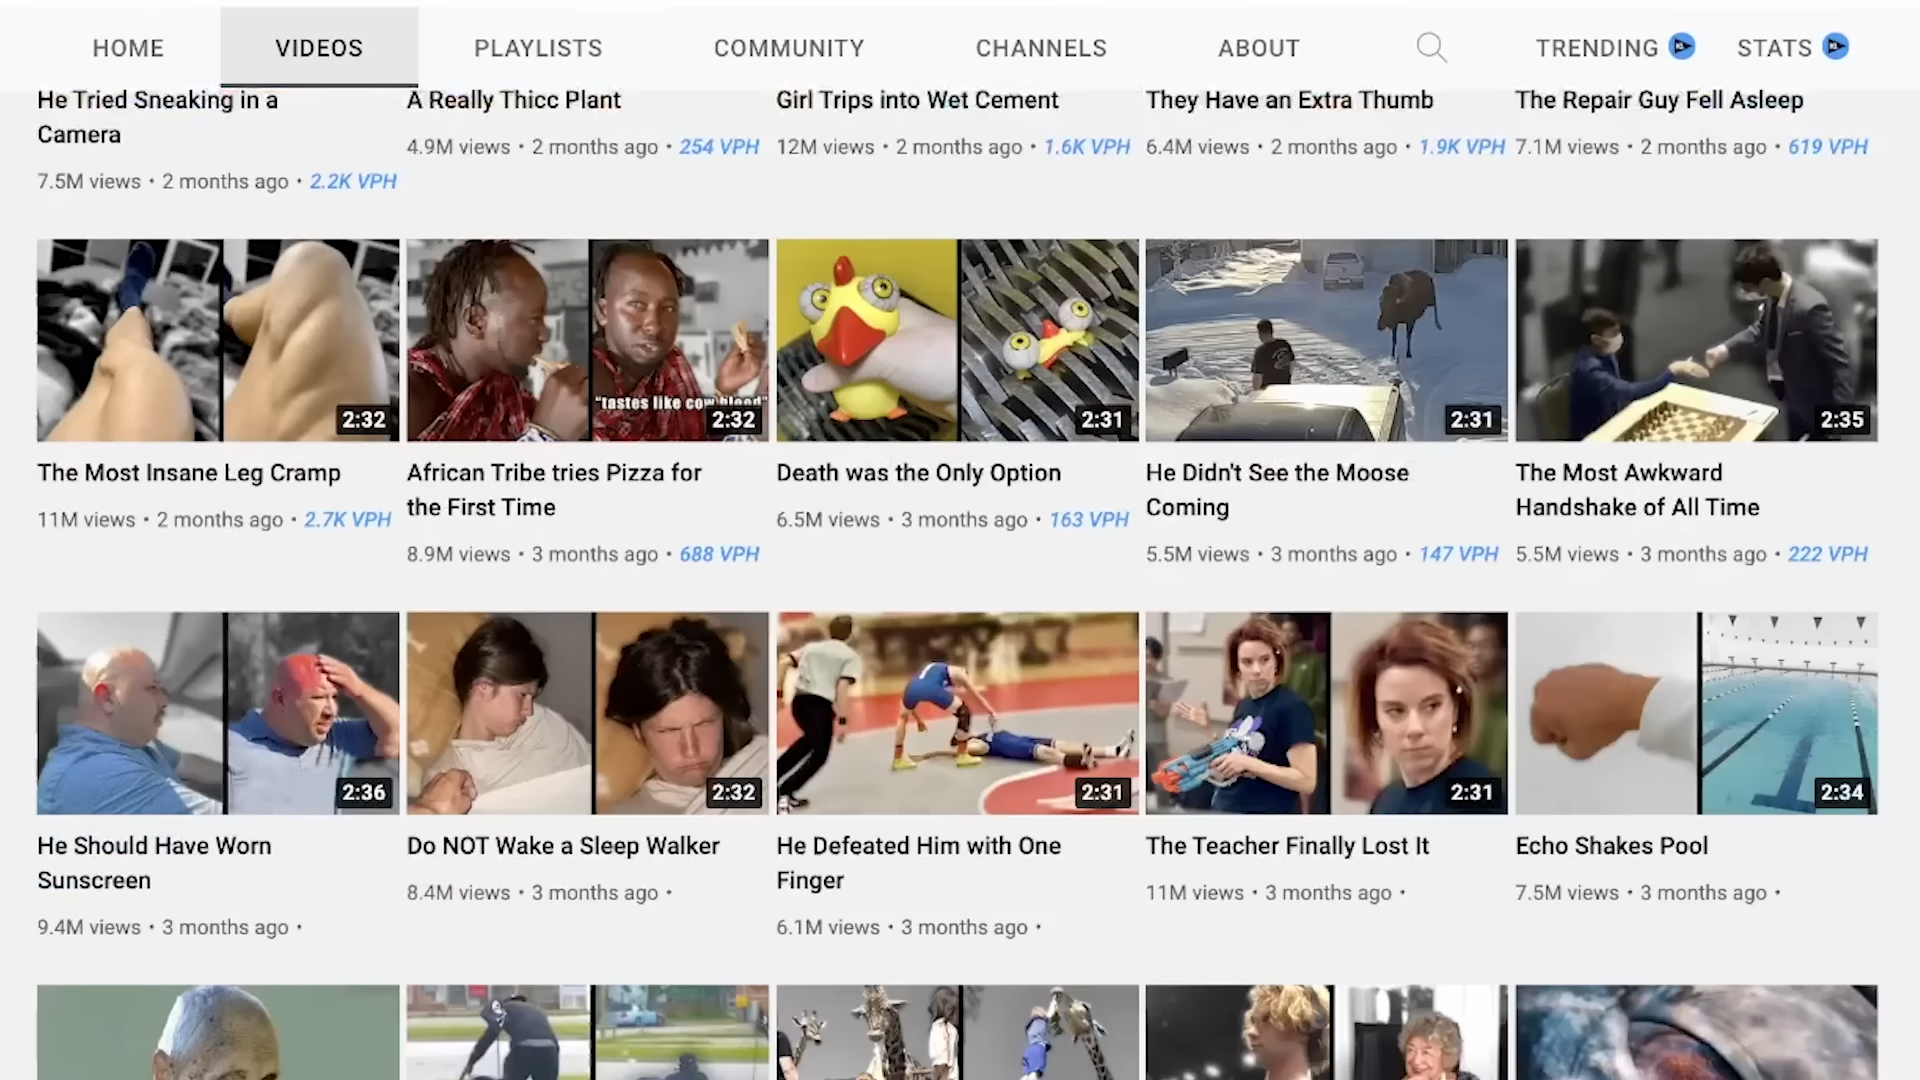 HOME VIDEOS PLAYLISTS COMMUNITY CHANNELS ABOUT TRENDING STATS
He Tried Sneaking in a
Camera
7.5M views • 2 months ago • 2.2K VPH
A Really Thicc Plant
4.9M views • 2 months ago • 254 VPH
Girl Trips into Wet Cement
12M views • 2 months ago • 1.6K VPH
They Have an Extra Thumb
6.4M views • 2 months ago • 1.9K VPH
The Repair Guy Fell Asleep
7.1M views • 2 months ago • 619 VPH
2:32
The Most Insane Leg Cramp
11M views • 2 months ago • 2.7K VPH
"tastes like cow blood"
2:32
African Tribe tries Pizza for
the First Time
8.9M views • 3 months ago • 688 VPH
2:31
Death was the Only Option
6.5M views • 3 months ago • 163 VPH
2:31
He Didn't See the Moose
Coming
5.5M views • 3 months ago • 147 VPH
2:35
The Most Awkward
Handshake of All Time
5.5M views • 3 months ago • 222 VPH
2:36
He Should Have Worn
Sunscreen
9.4M views • 3 months ago •
2:32
Do NOT Wake a Sleep Walker
8.4M views • 3 months ago •
2:31
He Defeated Him with One
Finger
6.1M views • 3 months ago •
2:31
The Teacher Finally Lost It
11M views • 3 months ago •
2:34
Echo Shakes Pool
7.5M views • 3 months ago •